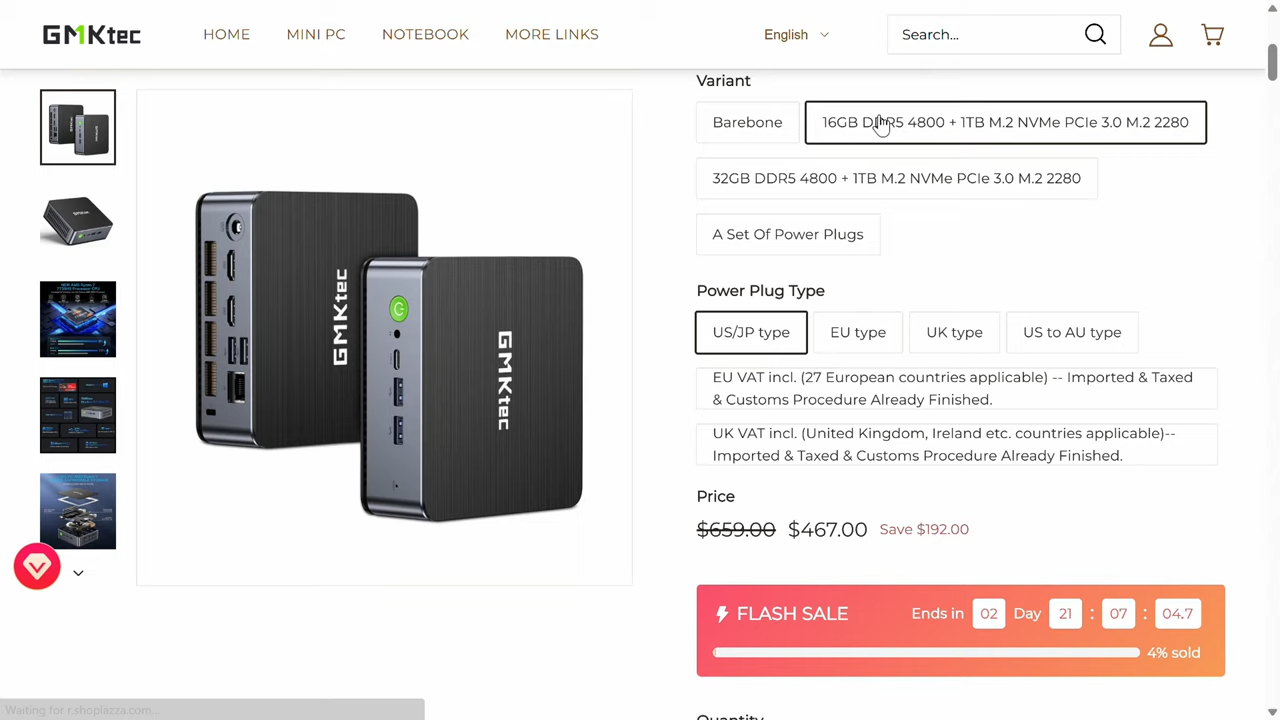 GMKtec
HOME
MINI PC
NOTEBOOK
MORE LINKS
English
Search...
Variant
Barebone
16GB DDR5 4800 + 1TB M.2 NVMe PCIe 3.0 M.2 2280
32GB DDR5 4800 + 1TB M.2 NVMe PCIe 3.0 M.2 2280
A Set Of Power Plugs
GMKtec
GMKtec
Power Plug Type
US/JP type
EU type
UK type
US to AU type
EU VAT incl. (27 European countries applicable) -- Imported & Taxed
& Customs Procedure Already Finished.
UK VAT incl. (United Kingdom, Ireland etc. countries applicable)--
Imported & Taxed & Customs Procedure Already Finished.
Price
$659.00 $467.00 Save $192.00
FLASH SALE
Ends in 02 Day 21 : 07 : 04.7
4% sold
Waiting for r.shoplazza.com...
Quantity